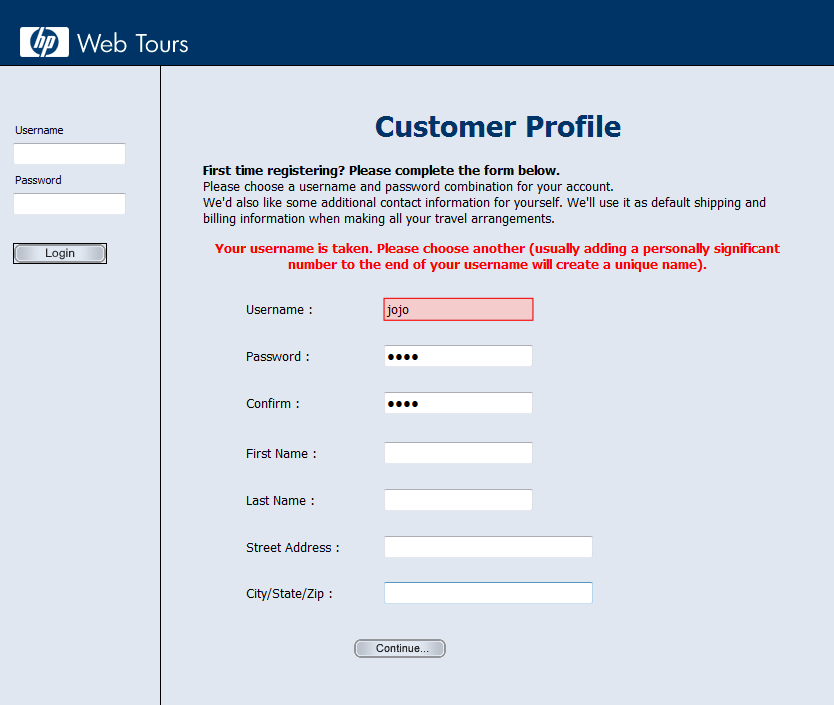 hp Web Tours
Username
Password
Login
Customer Profile
First time registering? Please complete the form below.
Please choose a username and password combination for your account.
We'd also like some additional contact information for yourself. We'll use it as default shipping and
billing information when making all your travel arrangements.
Your username is taken. Please choose another (usually adding a personally significant
number to the end of your username will create a unique name).
Username : jojo
Password : ●●●●
Confirm : ●●●●
First Name :
Last Name :
Street Address :
City/State/Zip :
Continue...